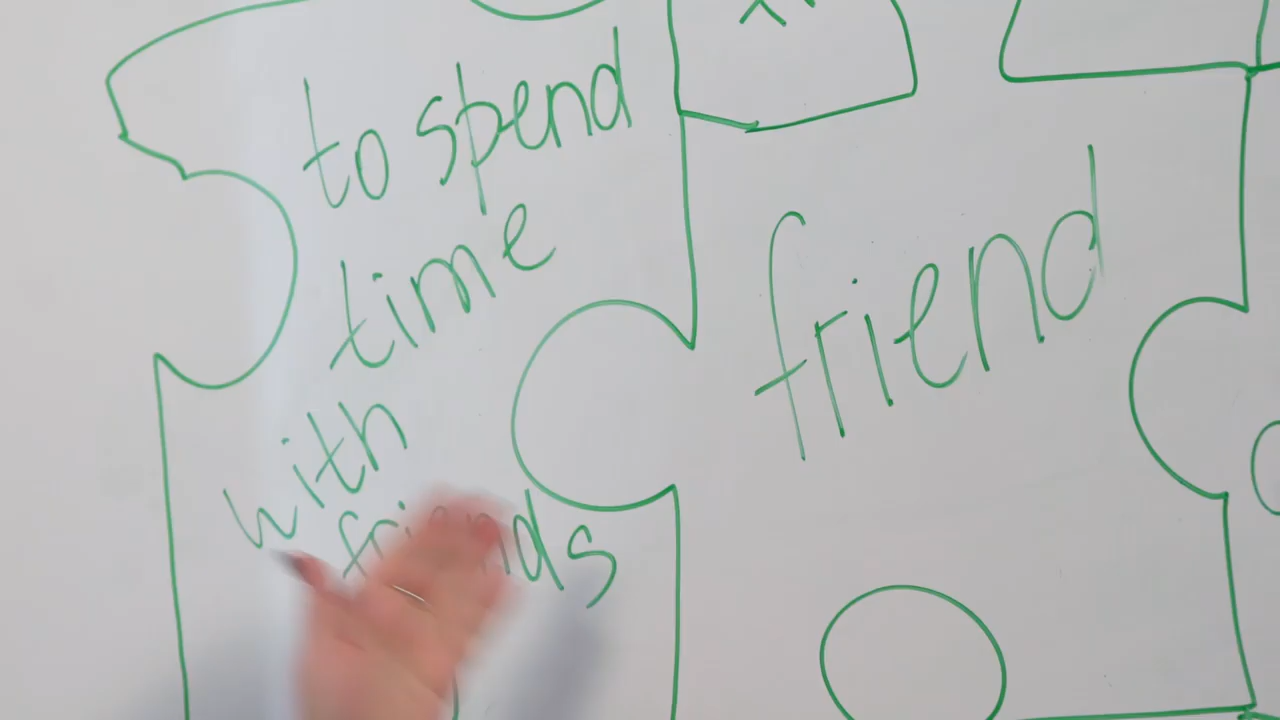 to spend
time
with
friends
friend